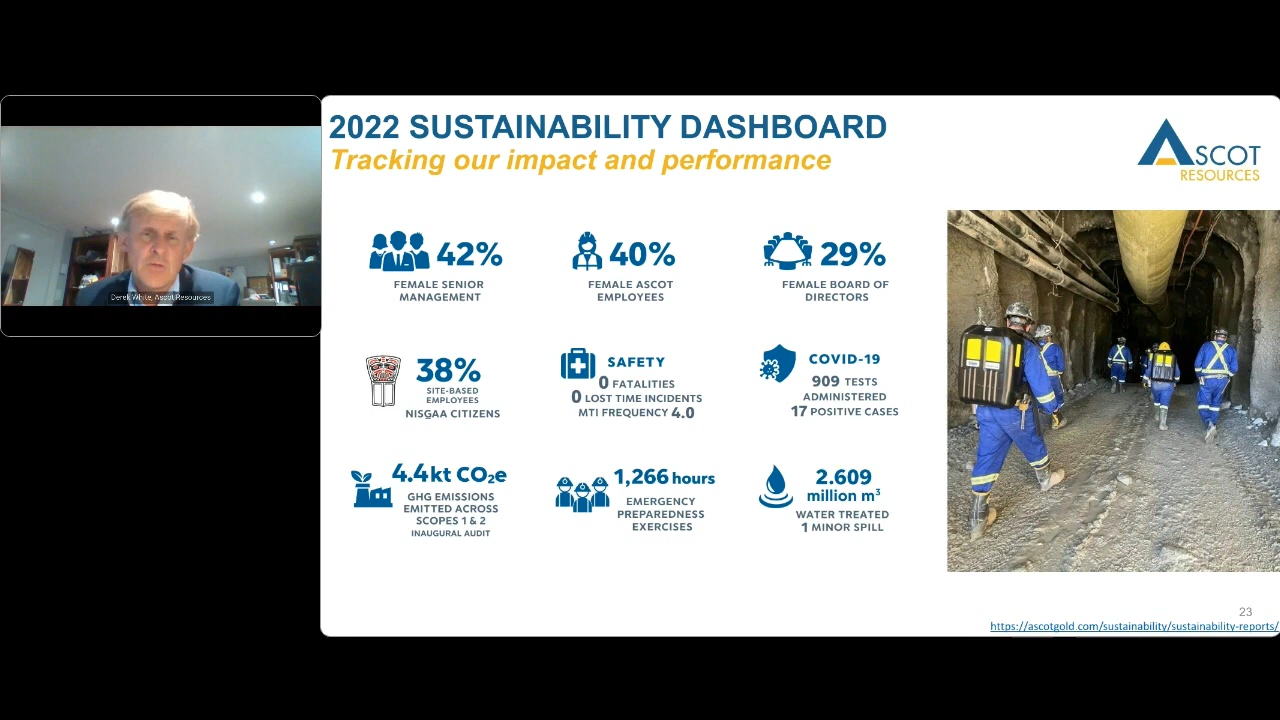 Derek White, Ascot Resources
2022 SUSTAINABILITY DASHBOARD
Tracking our impact and performance
ASCOT
RESOURCES
42%
FEMALE SENIOR
MANAGEMENT
40%
FEMALE ASCOT
EMPLOYEES
29%
FEMALE BOARD OF
DIRECTORS
38%
SITE-BASED
EMPLOYEES
NISG̱AA CITIZENS
SAFETY
0 FATALITIES
0 LOST TIME INCIDENTS
MTI FREQUENCY 4.0
COVID-19
909 TESTS
ADMINISTERED
17 POSITIVE CASES
4.4kt CO₂e
GHG EMISSIONS
EMITTED ACROSS
SCOPES 1 & 2
INAUGURAL AUDIT
1,266 hours
EMERGENCY
PREPAREDNESS
EXERCISES
2.609
million m³
WATER TREATED
1 MINOR SPILL
23
https://ascotgold.com/sustainability/sustainability-reports/